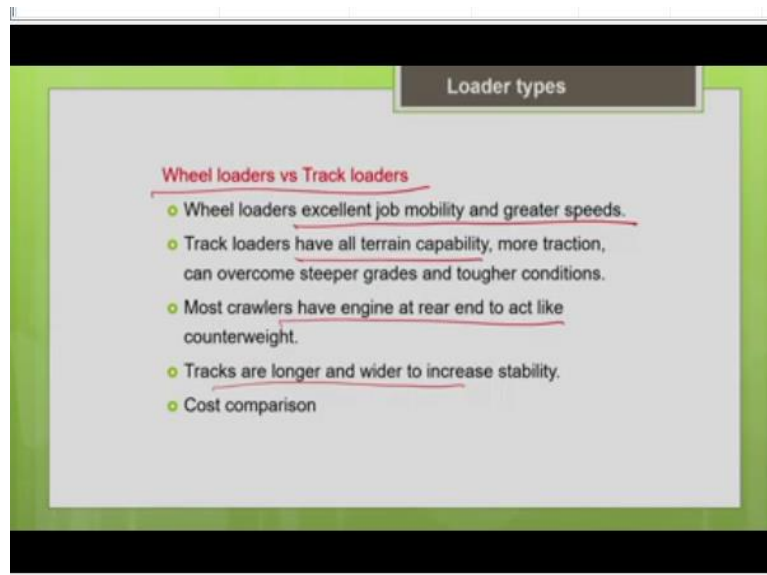 Loader types
Wheel loaders vs Track loaders
Wheel loaders excellent job mobility and greater speeds.
Track loaders have all terrain capability, more traction,
can overcome steeper grades and tougher conditions.
Most crawlers have engine at rear end to act like
counterweight.
Tracks are longer and wider to increase stability.
Cost comparison